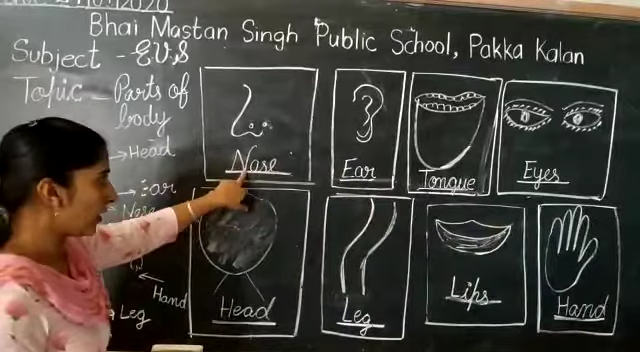 Bhai Mastan Singh Public School, Pakka Kalan
Subject - E.V.S
Topic - Parts of
body
→ Head
→ Ear
→ Nose
← Hand
→ Leg
Nose
Ear
Tongue
Eyes
Head
Leg
Lips
Hand